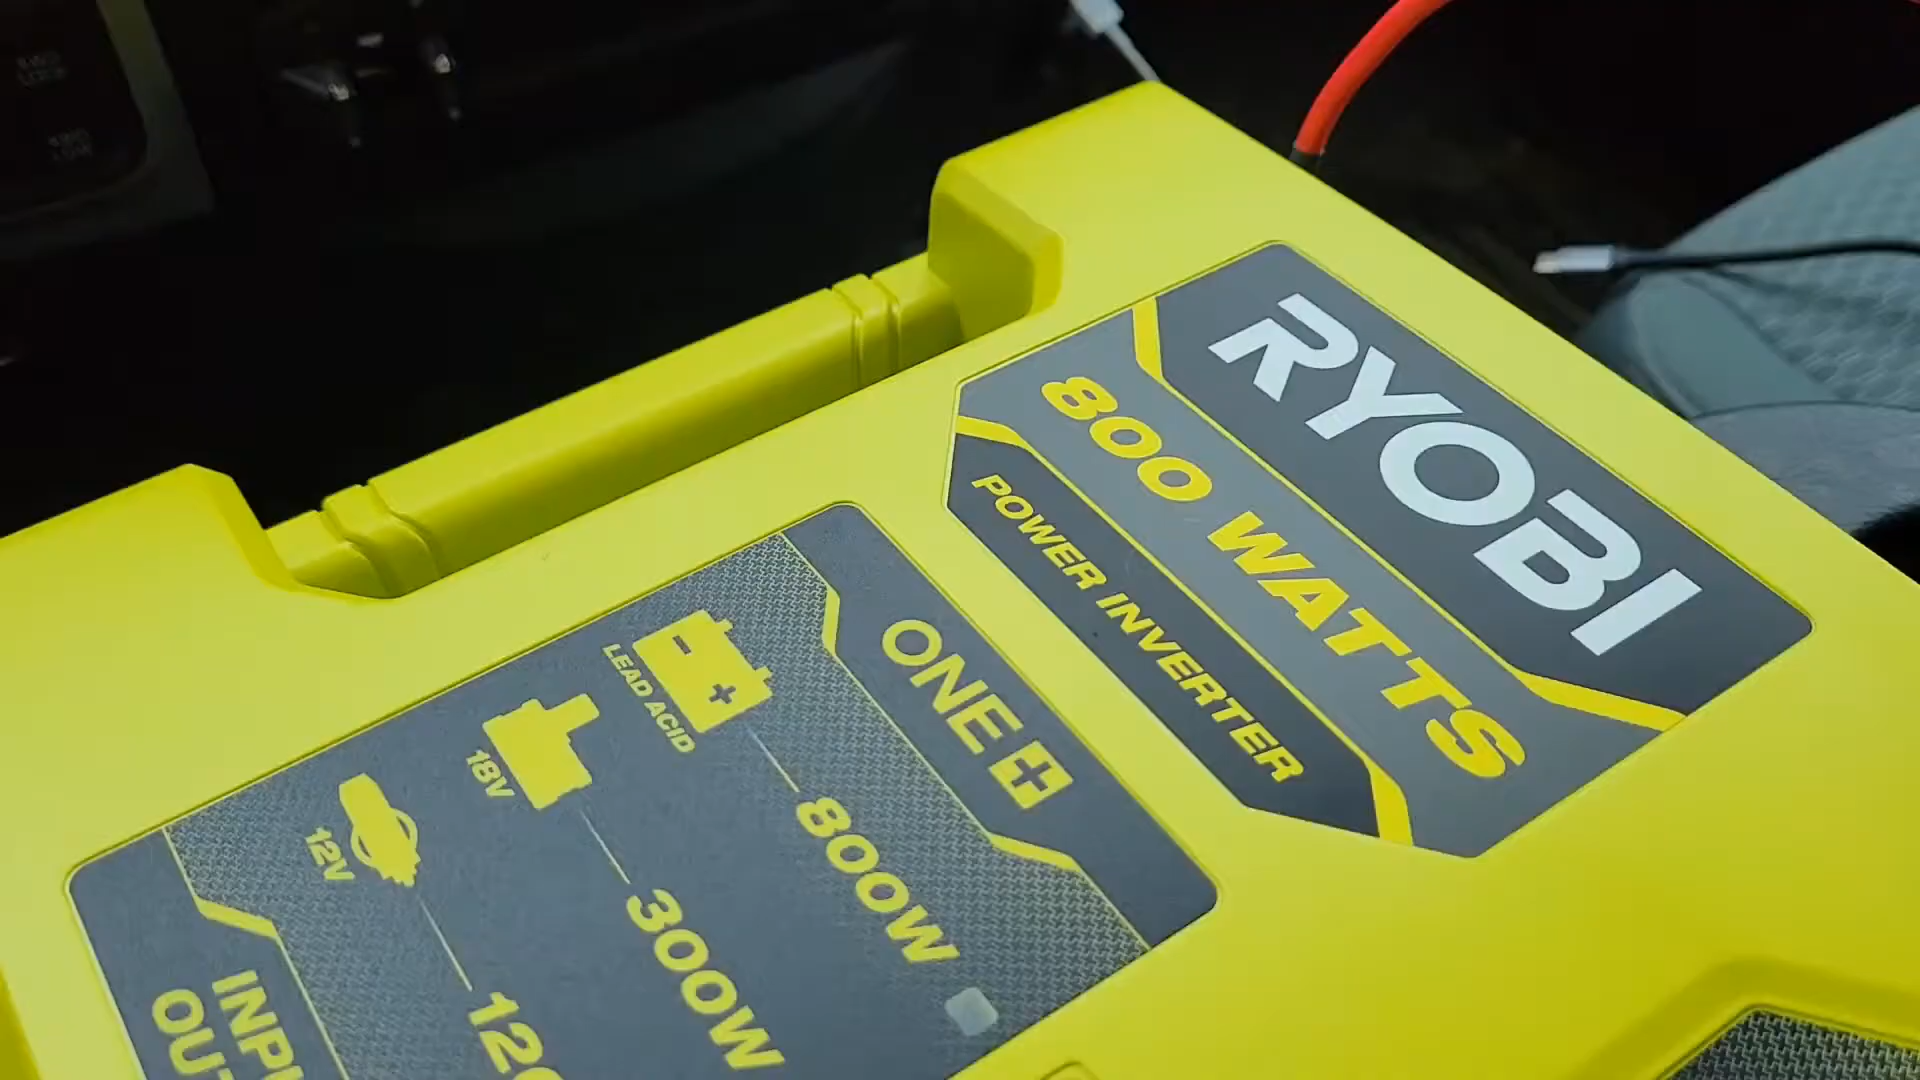 RYOBI
800 WATTS
POWER INVERTER
ONE+
LEAD ACID
800W
18V
300W
12V